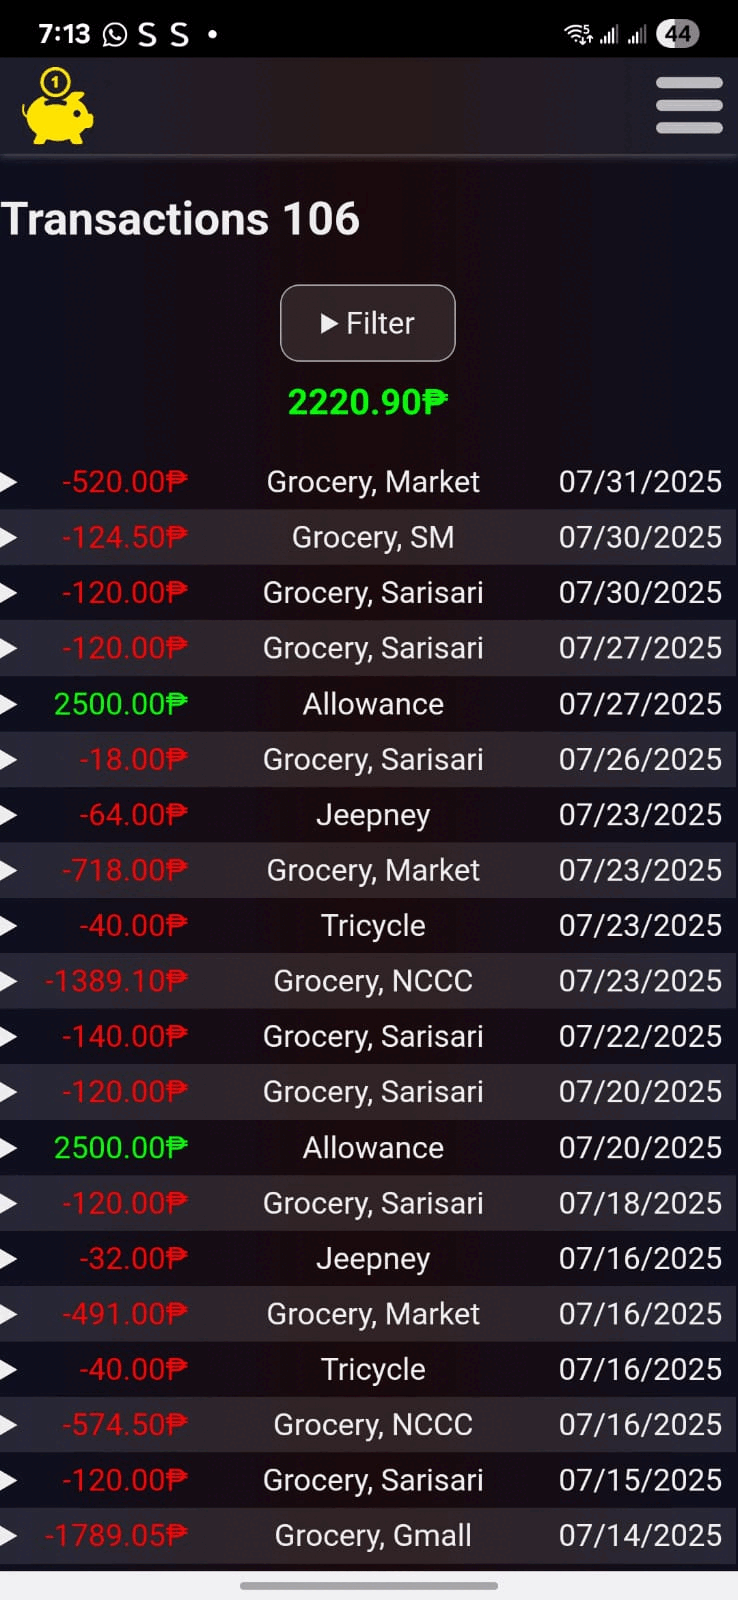 7:13 S S • 5 44
1
Transactions 106
Filter
2220.90₱
-520.00₱ Grocery, Market 07/31/2025
-124.50₱ Grocery, SM 07/30/2025
-120.00₱ Grocery, Sarisari 07/30/2025
-120.00₱ Grocery, Sarisari 07/27/2025
2500.00₱ Allowance 07/27/2025
-18.00₱ Grocery, Sarisari 07/26/2025
-64.00₱ Jeepney 07/23/2025
-718.00₱ Grocery, Market 07/23/2025
-40.00₱ Tricycle 07/23/2025
-1389.10₱ Grocery, NCCC 07/23/2025
-140.00₱ Grocery, Sarisari 07/22/2025
-120.00₱ Grocery, Sarisari 07/20/2025
2500.00₱ Allowance 07/20/2025
-120.00₱ Grocery, Sarisari 07/18/2025
-32.00₱ Jeepney 07/16/2025
-491.00₱ Grocery, Market 07/16/2025
-40.00₱ Tricycle 07/16/2025
-574.50₱ Grocery, NCCC 07/16/2025
-120.00₱ Grocery, Sarisari 07/15/2025
-1789.05₱ Grocery, Gmall 07/14/2025